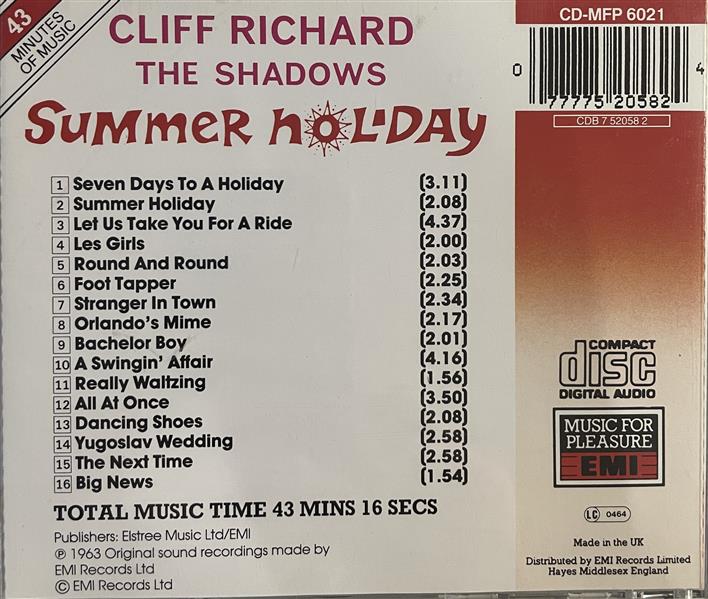 43
MINUTES
OF MUSIC
CLIFF RICHARD
THE SHADOWS
SUMMER HOLIDAY
CD-MFP 6021
0 77775 20582 4
CDB 7 52058 2
1 Seven Days To A Holiday (3.11)
2 Summer Holiday (2.08)
3 Let Us Take You For A Ride (4.37)
4 Les Girls (2.00)
5 Round And Round (2.03)
6 Foot Tapper (2.25)
7 Stranger In Town (2.34)
8 Orlando's Mime (2.17)
9 Bachelor Boy (2.01)
10 A Swingin' Affair (4.16)
11 Really Waltzing (1.56)
12 All At Once (3.50)
13 Dancing Shoes (2.08)
14 Yugoslav Wedding (2.58)
15 The Next Time (2.58)
16 Big News (1.54)
TOTAL MUSIC TIME 43 MINS 16 SECS
Publishers: Elstree Music Ltd/EMI
℗ 1963 Original sound recordings made by
EMI Records Ltd
© EMI Records Ltd
COMPACT
disc
DIGITAL AUDIO
MUSIC FOR
PLEASURE
EMI
LC 0464
Made in the UK
Distributed by EMI Records Limited
Hayes Middlesex England